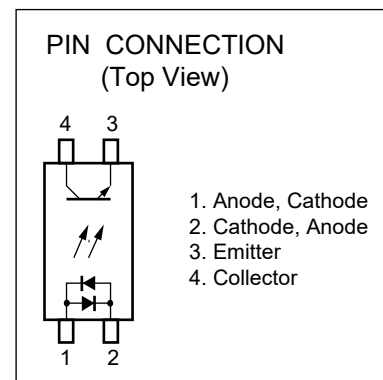 PIN CONNECTION
(Top View)
4 3
1. Anode, Cathode
2. Cathode, Anode
3. Emitter
4. Collector
1 2